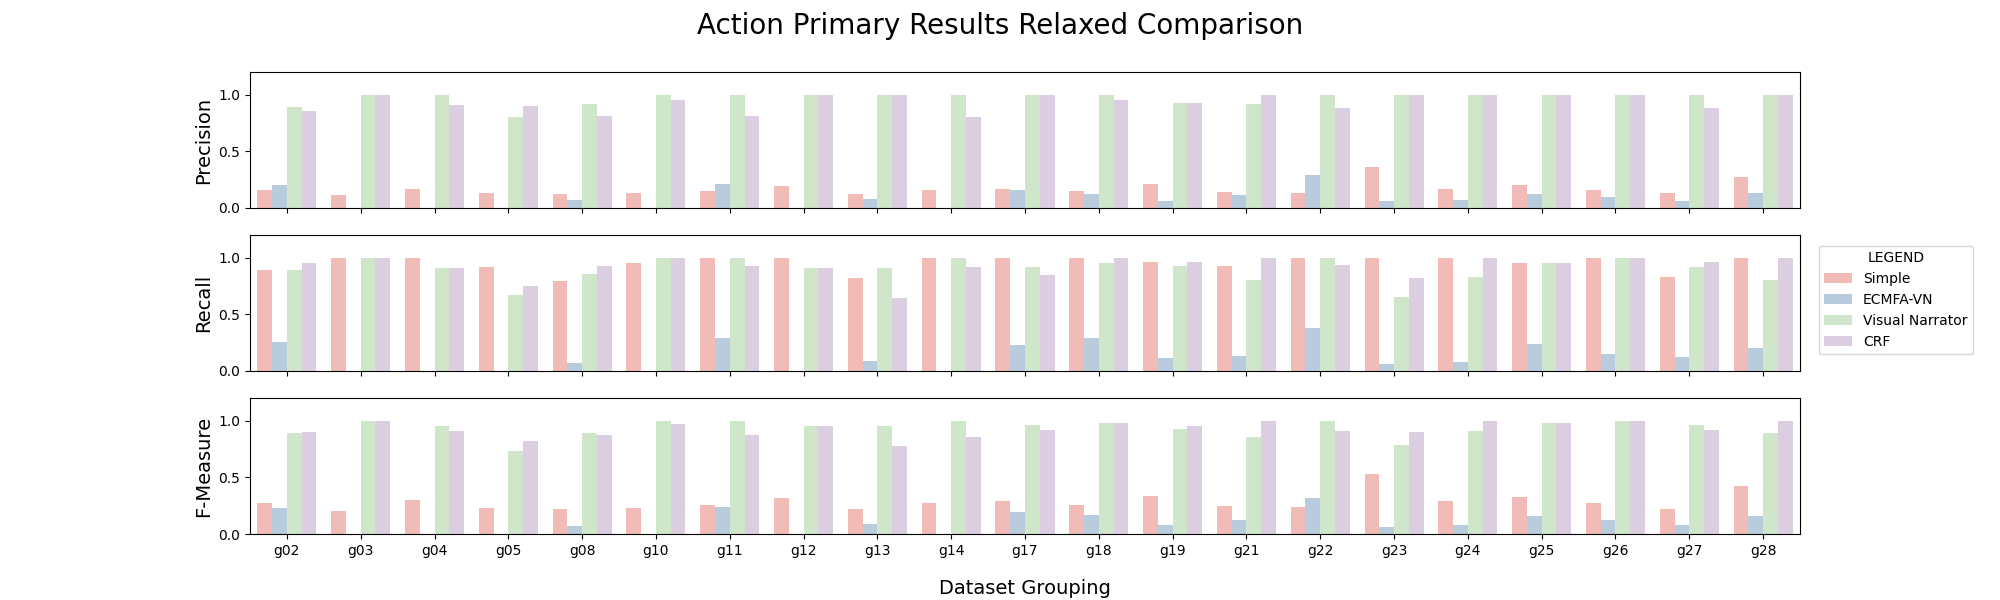 Action Primary Results Relaxed Comparison
Precision
1.0
0.5
0.0
Recall
1.0
0.5
0.0
F-Measure
1.0
0.5
0.0
g02 g03 g04 g05 g08 g10 g11 g12 g13 g14 g17 g18 g19 g21 g22 g23 g24 g25 g26 g27 g28
Dataset Grouping
LEGEND
Simple
ECMFA-VN
Visual Narrator
CRF